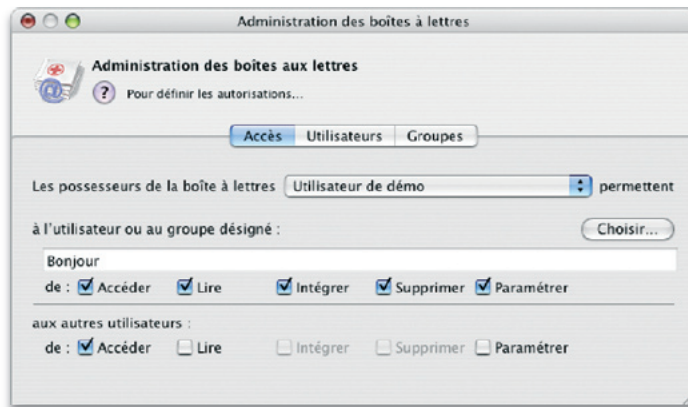 Administration des boîtes à lettres
Administration des boîtes aux lettres
? Pour définir les autorisations...
Accès Utilisateurs Groupes
Les possesseurs de la boîte à lettres Utilisateur de démo permettent
à l'utilisateur ou au groupe désigné : Choisir...
Bonjour
de : Accéder Lire Intégrer Supprimer Paramétrer
aux autres utilisateurs :
de : Accéder Lire Intégrer Supprimer Paramétrer